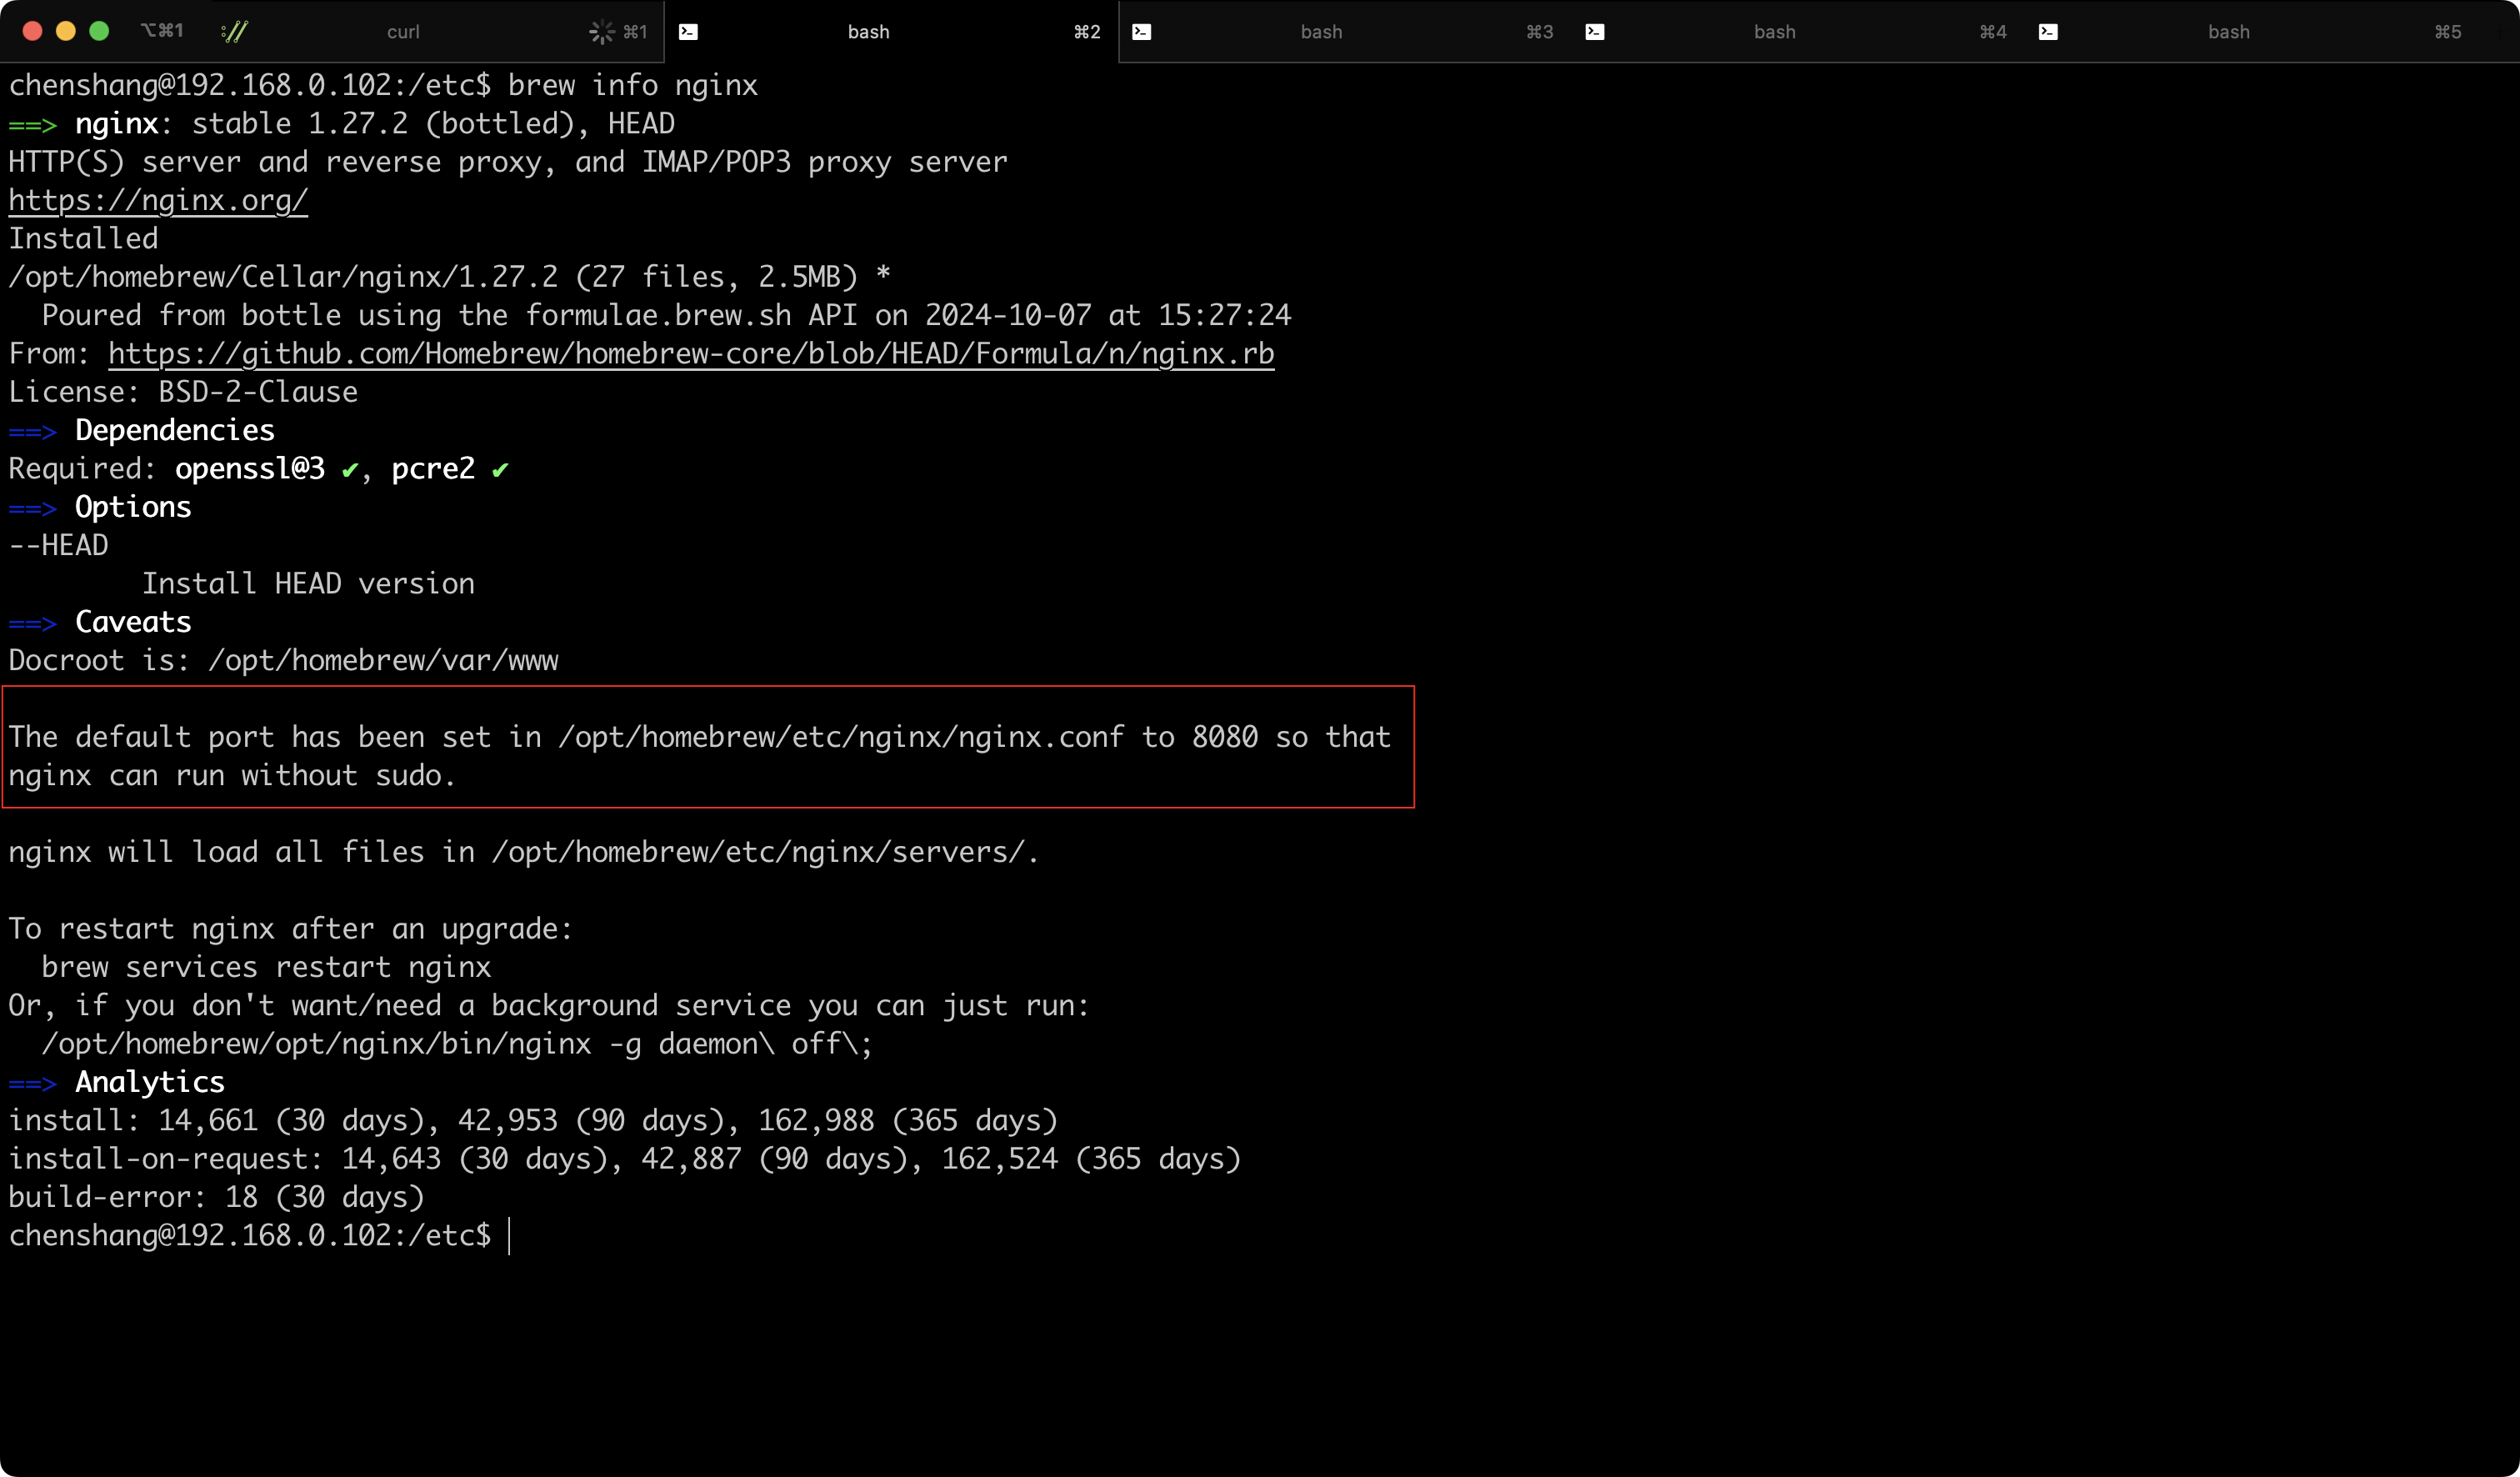 ⌥⌘1 curl ⌘1 bash ⌘2 bash ⌘3 bash ⌘4 bash ⌘5
chenshang@192.168.0.102:/etc$ brew info nginx
==> nginx: stable 1.27.2 (bottled), HEAD
HTTP(S) server and reverse proxy, and IMAP/POP3 proxy server
https://nginx.org/
Installed
/opt/homebrew/Cellar/nginx/1.27.2 (27 files, 2.5MB) *
  Poured from bottle using the formulae.brew.sh API on 2024-10-07 at 15:27:24
From: https://github.com/Homebrew/homebrew-core/blob/HEAD/Formula/n/nginx.rb
License: BSD-2-Clause
==> Dependencies
Required: openssl@3 ✔, pcre2 ✔
==> Options
--HEAD
        Install HEAD version
==> Caveats
Docroot is: /opt/homebrew/var/www
The default port has been set in /opt/homebrew/etc/nginx/nginx.conf to 8080 so that
nginx can run without sudo.
nginx will load all files in /opt/homebrew/etc/nginx/servers/.
To restart nginx after an upgrade:
  brew services restart nginx
Or, if you don't want/need a background service you can just run:
  /opt/homebrew/opt/nginx/bin/nginx -g daemon\ off\;
==> Analytics
install: 14,661 (30 days), 42,953 (90 days), 162,988 (365 days)
install-on-request: 14,643 (30 days), 42,887 (90 days), 162,524 (365 days)
build-error: 18 (30 days)
chenshang@192.168.0.102:/etc$